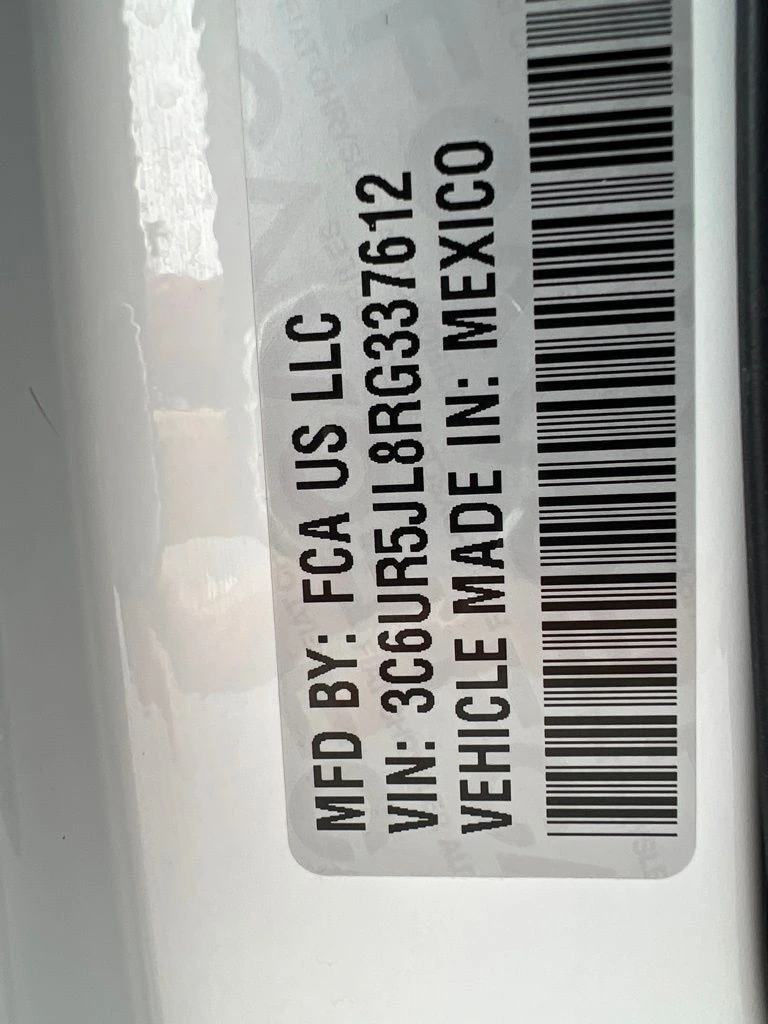 MFD BY: FCA US LLC
VIN: 3C6UR5JL8RG337612
VEHICLE MADE IN: MEXICO